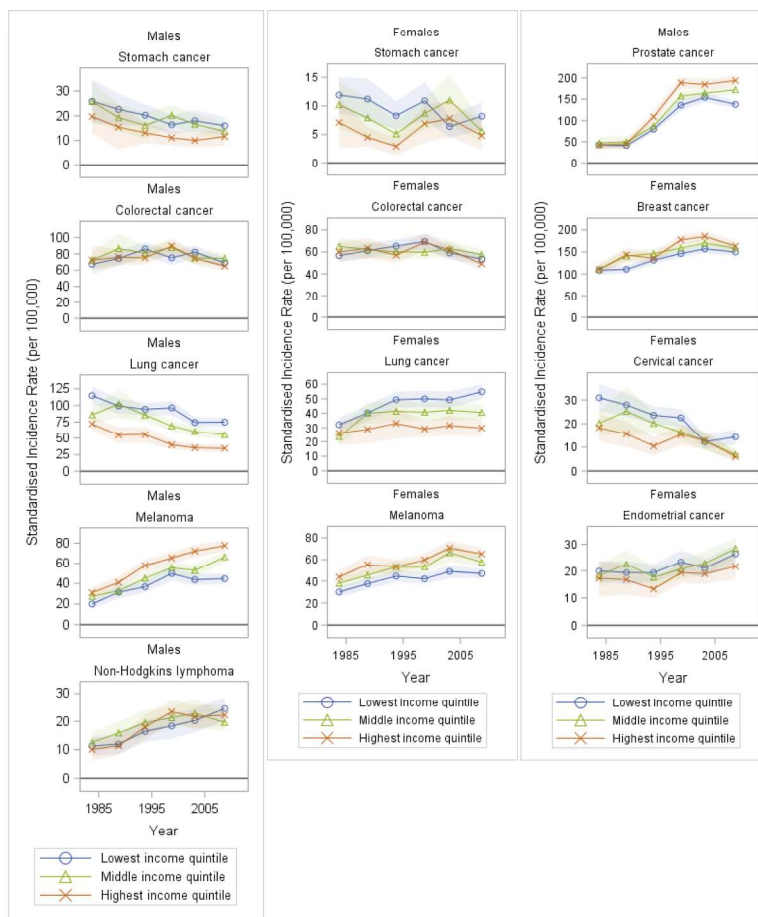 Males
Stomach cancer
30
20
10
0
Males
Colorectal cancer
100
80
60
40
20
0
Males
Lung cancer
125
100
75
50
25
0
Males
Melanoma
80
60
40
20
0
Males
Non-Hodgkins lymphoma
30
20
10
0
1985
1995
2005
Year
Standardised Incidence Rate (per 100,000)
Lowest income quintile
Middle income quintile
Highest income quintile
Females
Stomach cancer
15
10
5
0
Females
Colorectal cancer
80
60
40
20
0
Females
Lung cancer
60
50
40
30
20
10
0
Females
Melanoma
80
60
40
20
0
1985
1995
2005
Year
Standardised Incidence Rate (per 100,000)
Lowest income quintile
Middle income quintile
Highest income quintile
Males
Prostate cancer
200
150
100
50
0
Females
Breast cancer
200
150
100
50
0
Females
Cervical cancer
30
20
10
0
Females
Endometrial cancer
30
20
10
0
1985
1995
2005
Year
Standardised Incidence Rate (per 100,000)
Lowest income quintile
Middle income quintile
Highest income quintile